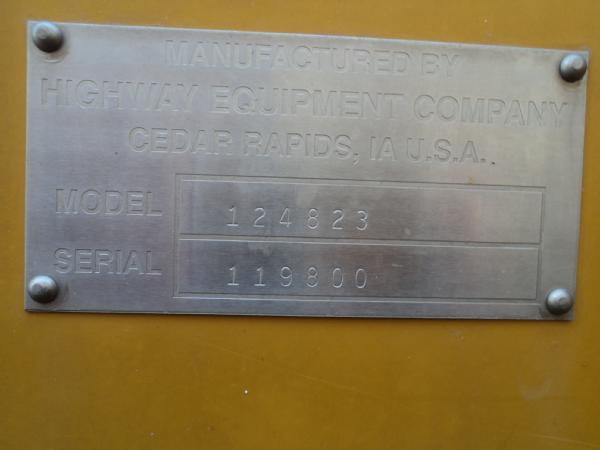 MANUFACTURED BY
HIGHWAY EQUIPMENT COMPANY
CEDAR RAPIDS, IA U.S.A.
MODEL 124823
SERIAL 119800